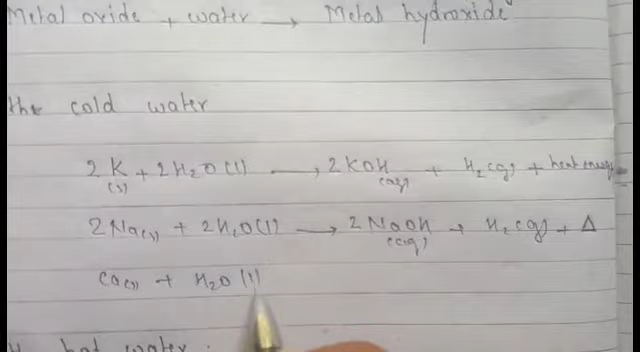 Metal oxide + water → Metal hydroxide
the cold water
2K(s) + 2H₂O(l) → 2KOH(aq) + H₂(g) + heat energy
2Na(s) + 2H₂O(l) → 2NaOH(aq) + H₂(g) + Δ
Ca(s) + H₂O(l)
hot water